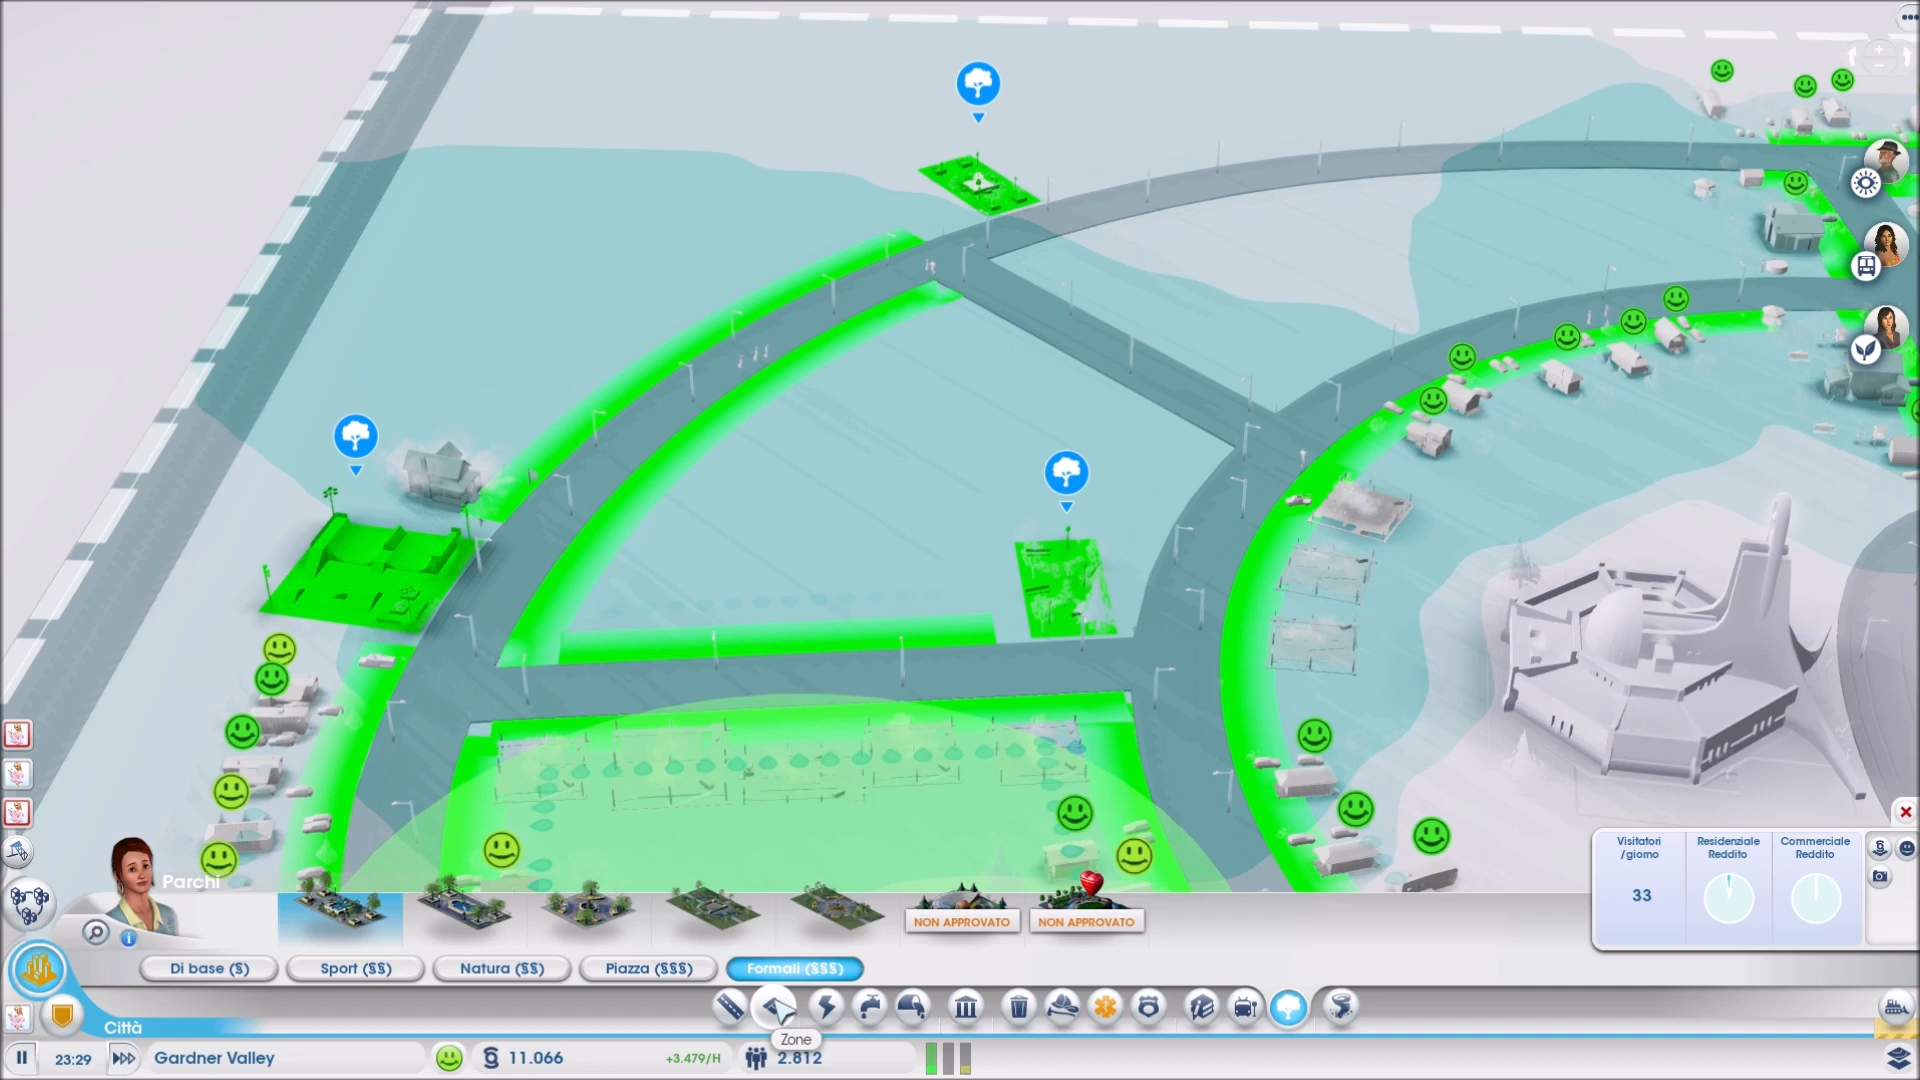 Visitatori
/giorno
Residenziale
Reddito
Commerciale
Reddito
33
Parchi
NON APPROVATO
NON APPROVATO
Di base (§)
Sport (§§)
Natura (§§)
Piazza (§§§)
Formali (§§§)
Città
Zone
23:29
Gardner Valley
§ 11.066
+3.479/H
2.812